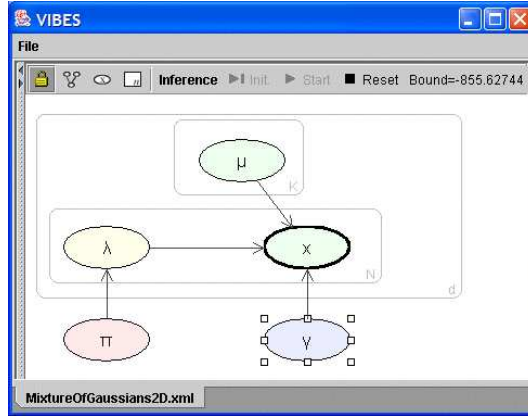 VIBES
File
Inference Init. Start Reset Bound=-855.62744
μ
K
λ x
N
d
π γ
MixtureOfGaussians2D.xml